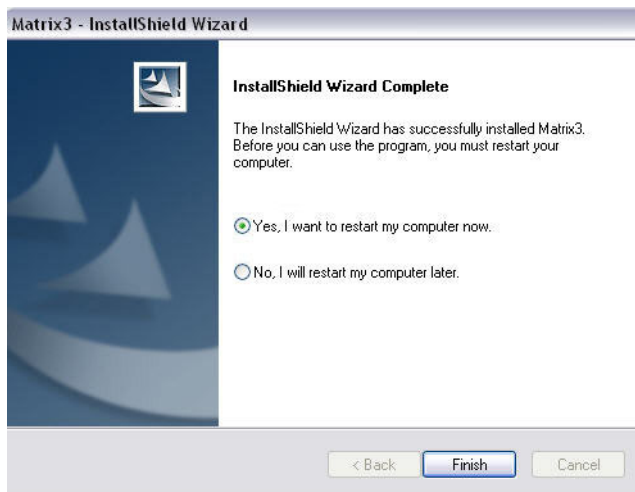 Matrix3 - InstallShield Wizard
InstallShield Wizard Complete
The InstallShield Wizard has successfully installed Matrix3.
Before you can use the program, you must restart your
computer.
Yes, I want to restart my computer now.
No, I will restart my computer later.
< Back
Finish
Cancel